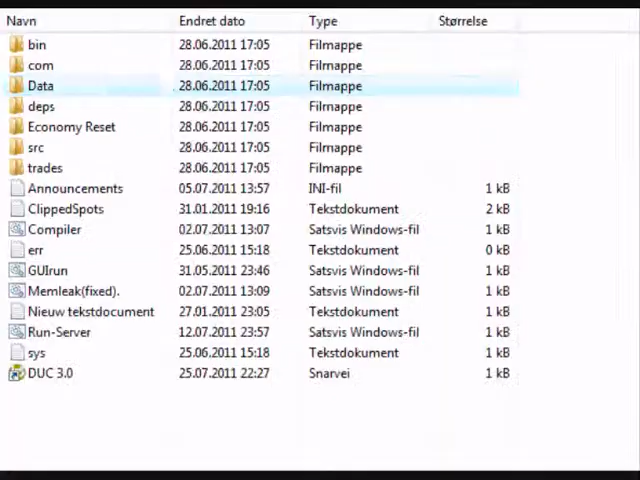 Navn Endret dato Type Størrelse
bin 28.06.2011 17:05 Filmappe
com 28.06.2011 17:05 Filmappe
Data 28.06.2011 17:05 Filmappe
deps 28.06.2011 17:05 Filmappe
Economy Reset 28.06.2011 17:05 Filmappe
src 28.06.2011 17:05 Filmappe
trades 28.06.2011 17:05 Filmappe
Announcements 05.07.2011 13:57 INI-fil 1 kB
ClippedSpots 31.01.2011 19:16 Tekstdokument 2 kB
Compiler 02.07.2011 13:07 Satsvis Windows-fil 1 kB
err 25.06.2011 15:18 Tekstdokument 0 kB
GUIrun 31.05.2011 23:46 Satsvis Windows-fil 1 kB
Memleak(fixed). 02.07.2011 13:09 Satsvis Windows-fil 1 kB
Nieuw tekstdocument 27.01.2011 23:05 Tekstdokument 1 kB
Run-Server 12.07.2011 23:57 Satsvis Windows-fil 1 kB
sys 25.06.2011 15:18 Tekstdokument 1 kB
DUC 3.0 25.07.2011 22:27 Snarvei 1 kB